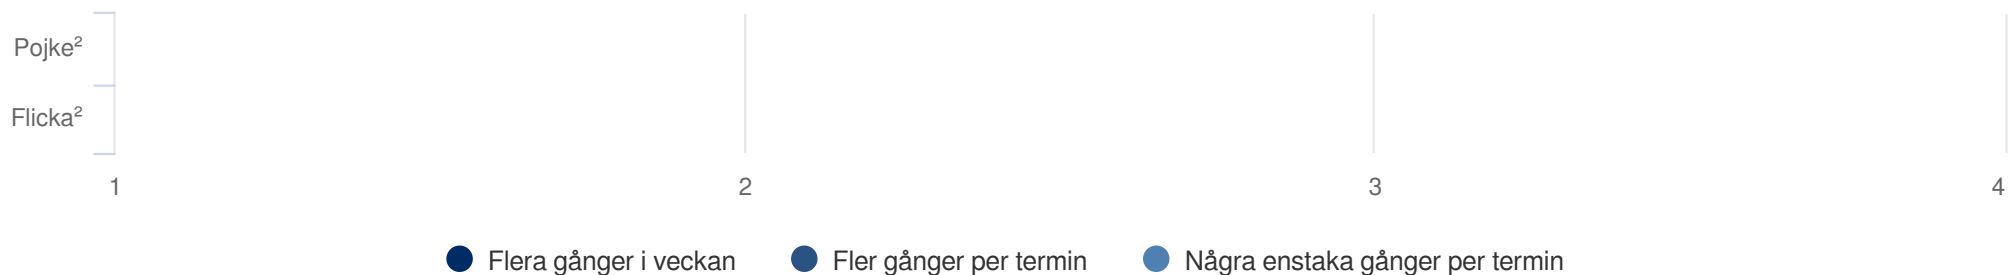 Pojke²
Flicka²
1 2 3 4
Flera gånger i veckan Fler gånger per termin Några enstaka gånger per termin